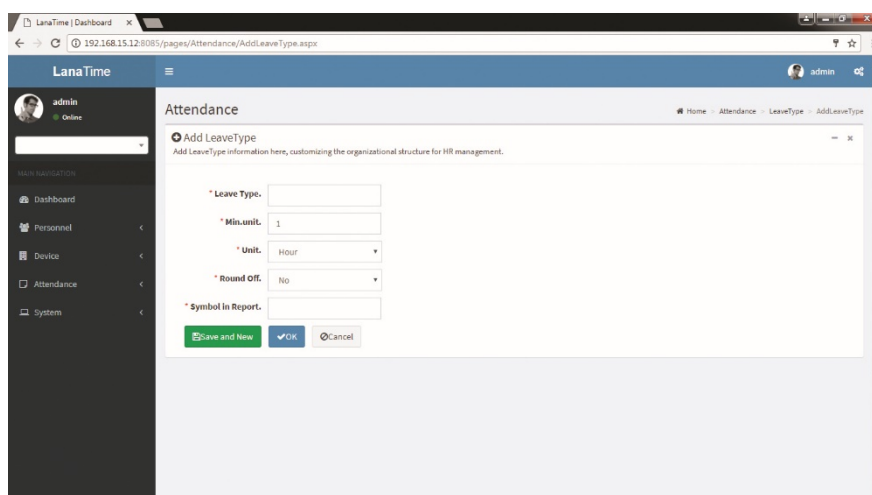 LanaTime | Dashboard
192.168.15.12:8085/pages/Attendance/AddLeaveType.aspx
LanaTime
admin
admin
Online
Attendance
Home > Attendance > LeaveType > AddLeaveType
Add LeaveType
Add LeaveType information here, customizing the organizational structure for HR management.
MAIN NAVIGATION
Dashboard
Personnel
Device
Attendance
System
* Leave Type.
* Min.unit. 1
* Unit. Hour
* Round Off. No
* Symbol in Report.
Save and New OK Cancel